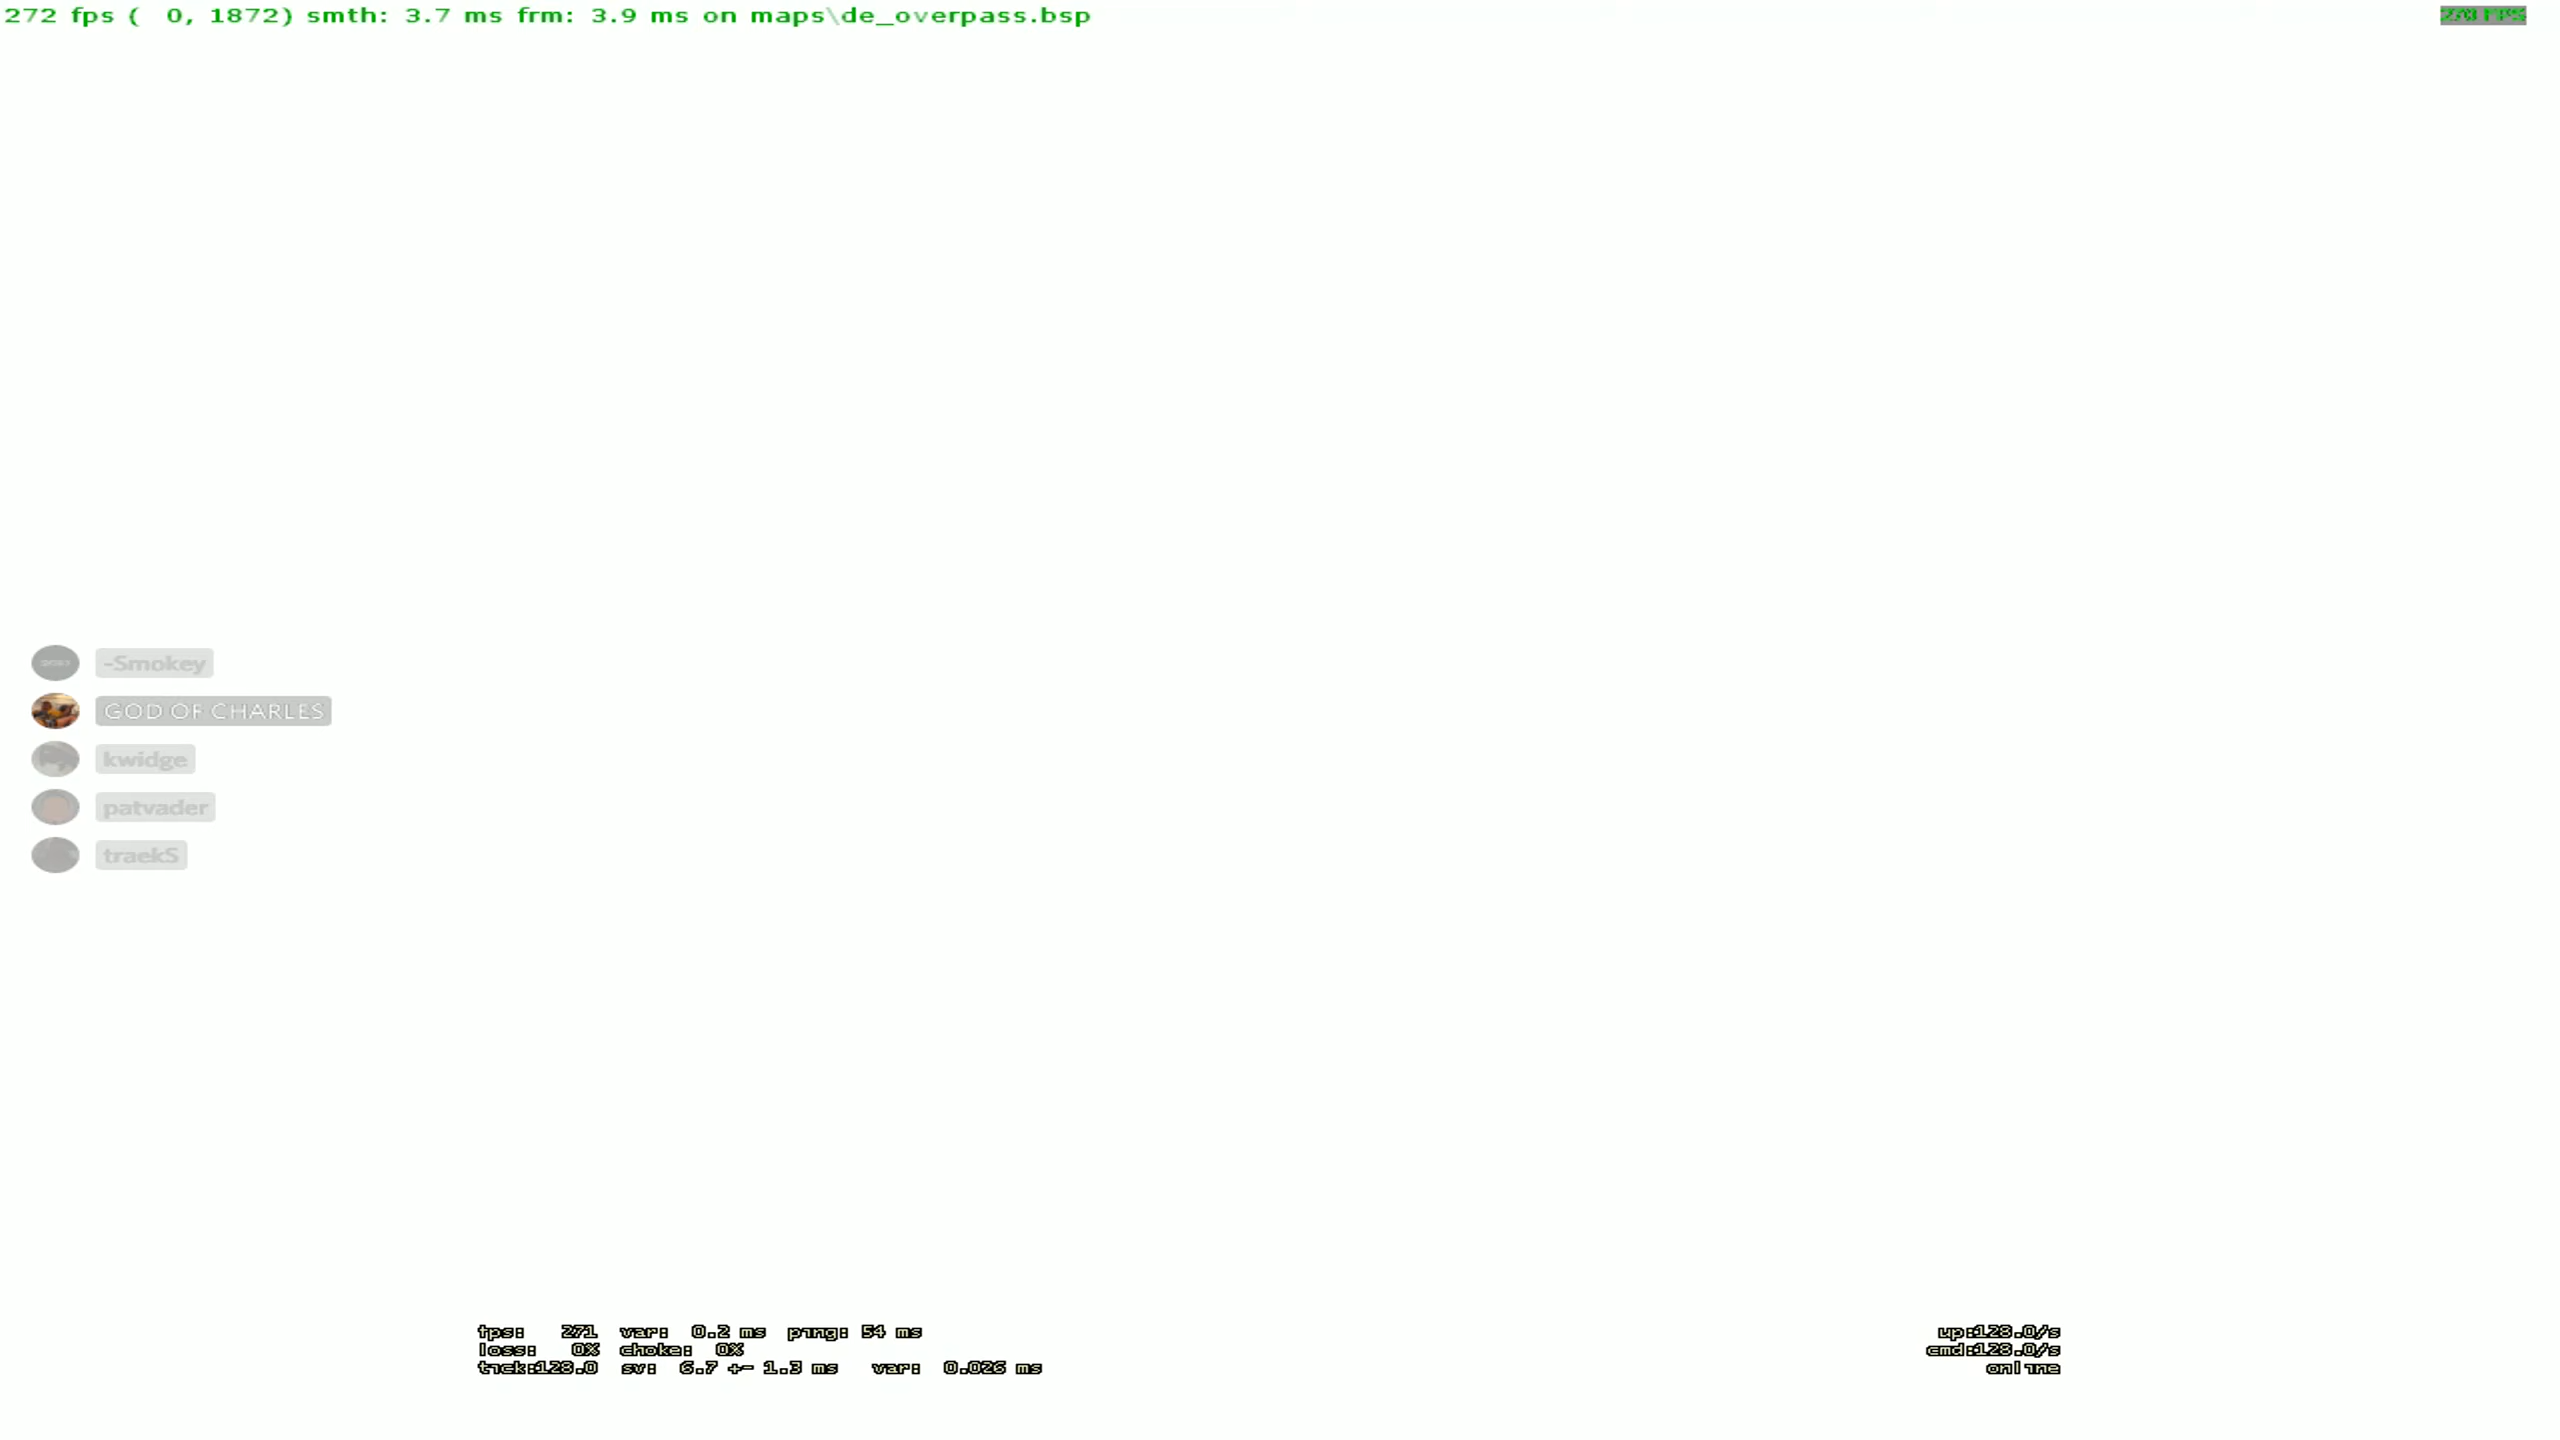 272 fps (  0, 1872) smth: 3.7 ms frm: 3.9 ms on maps\de_overpass.bsp
-Smokey
GOD OF CHARLES
kwidge
patvader
traekS
fps:   271  var:  0.2 ms  ping: 54 ms
loss:   0%  choke:  0%
tick:128.0  sv:  6.7 +- 1.3 ms   var:  0.026 ms
up:128.0/s
cmd:128.0/s
online